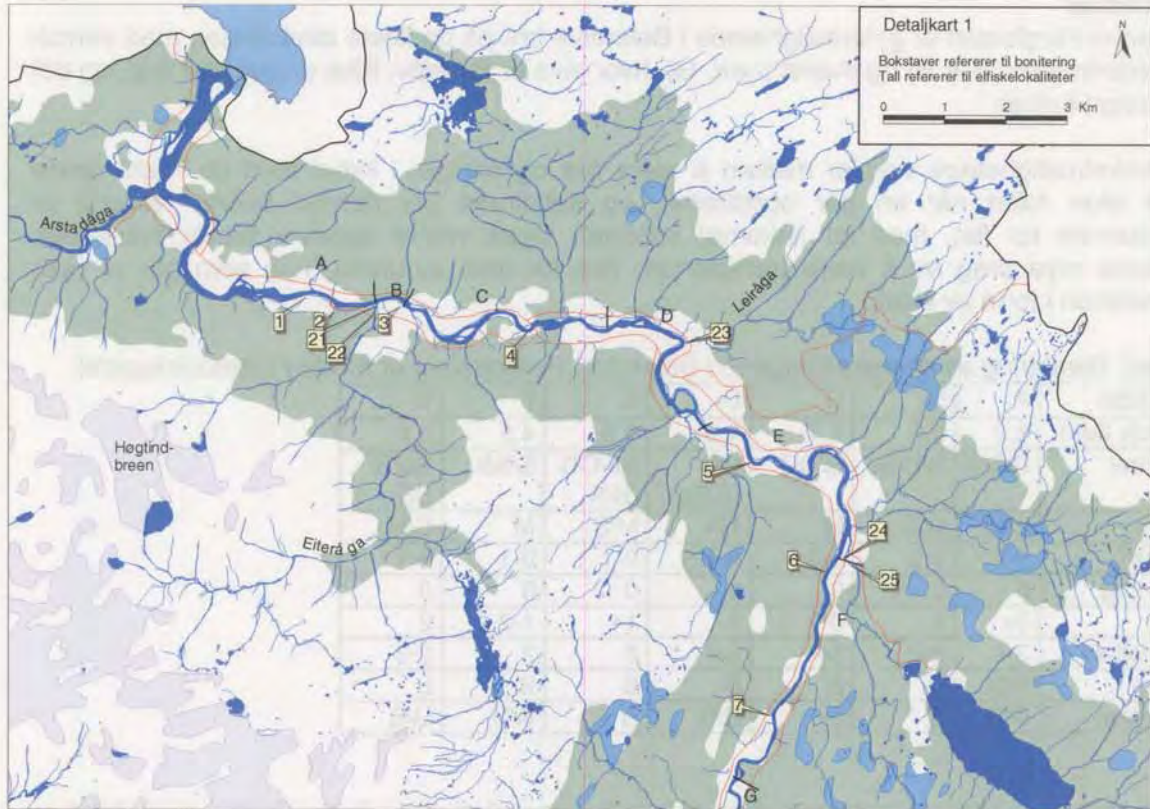 Detaljkart 1
N
Bokstaver refererer til bonitering
Tall refererer til elfiskelokaliteter
0 1 2 3 Km
Arstadåga
A
B
C
D
Leiråga
1
2
3
21
22
4
23
E
5
Høgtind-
breen
24
6
25
Eiteråga
F
7
G